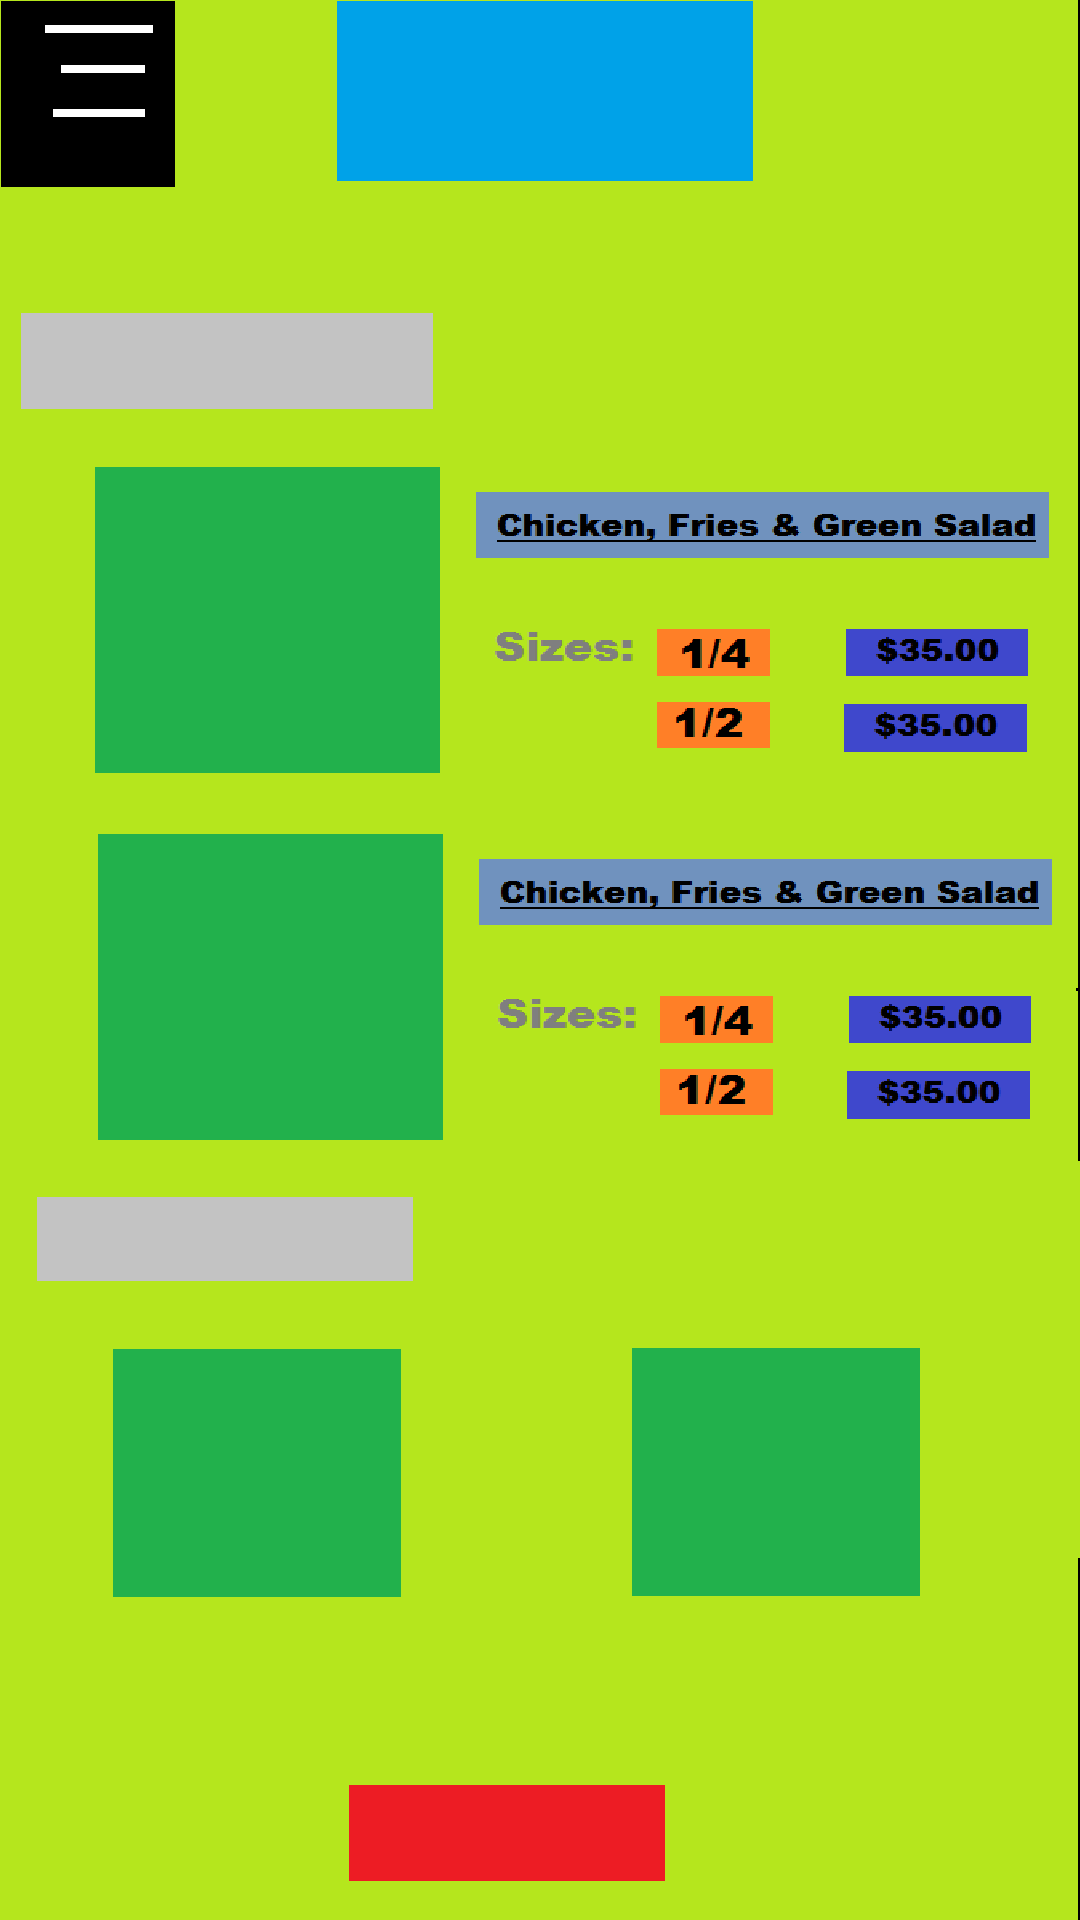 Chicken, Fries & Green Salad
Sizes: 1/4 $35.00
1/2 $35.00
Chicken, Fries & Green Salad
Sizes: 1/4 $35.00
1/2 $35.00